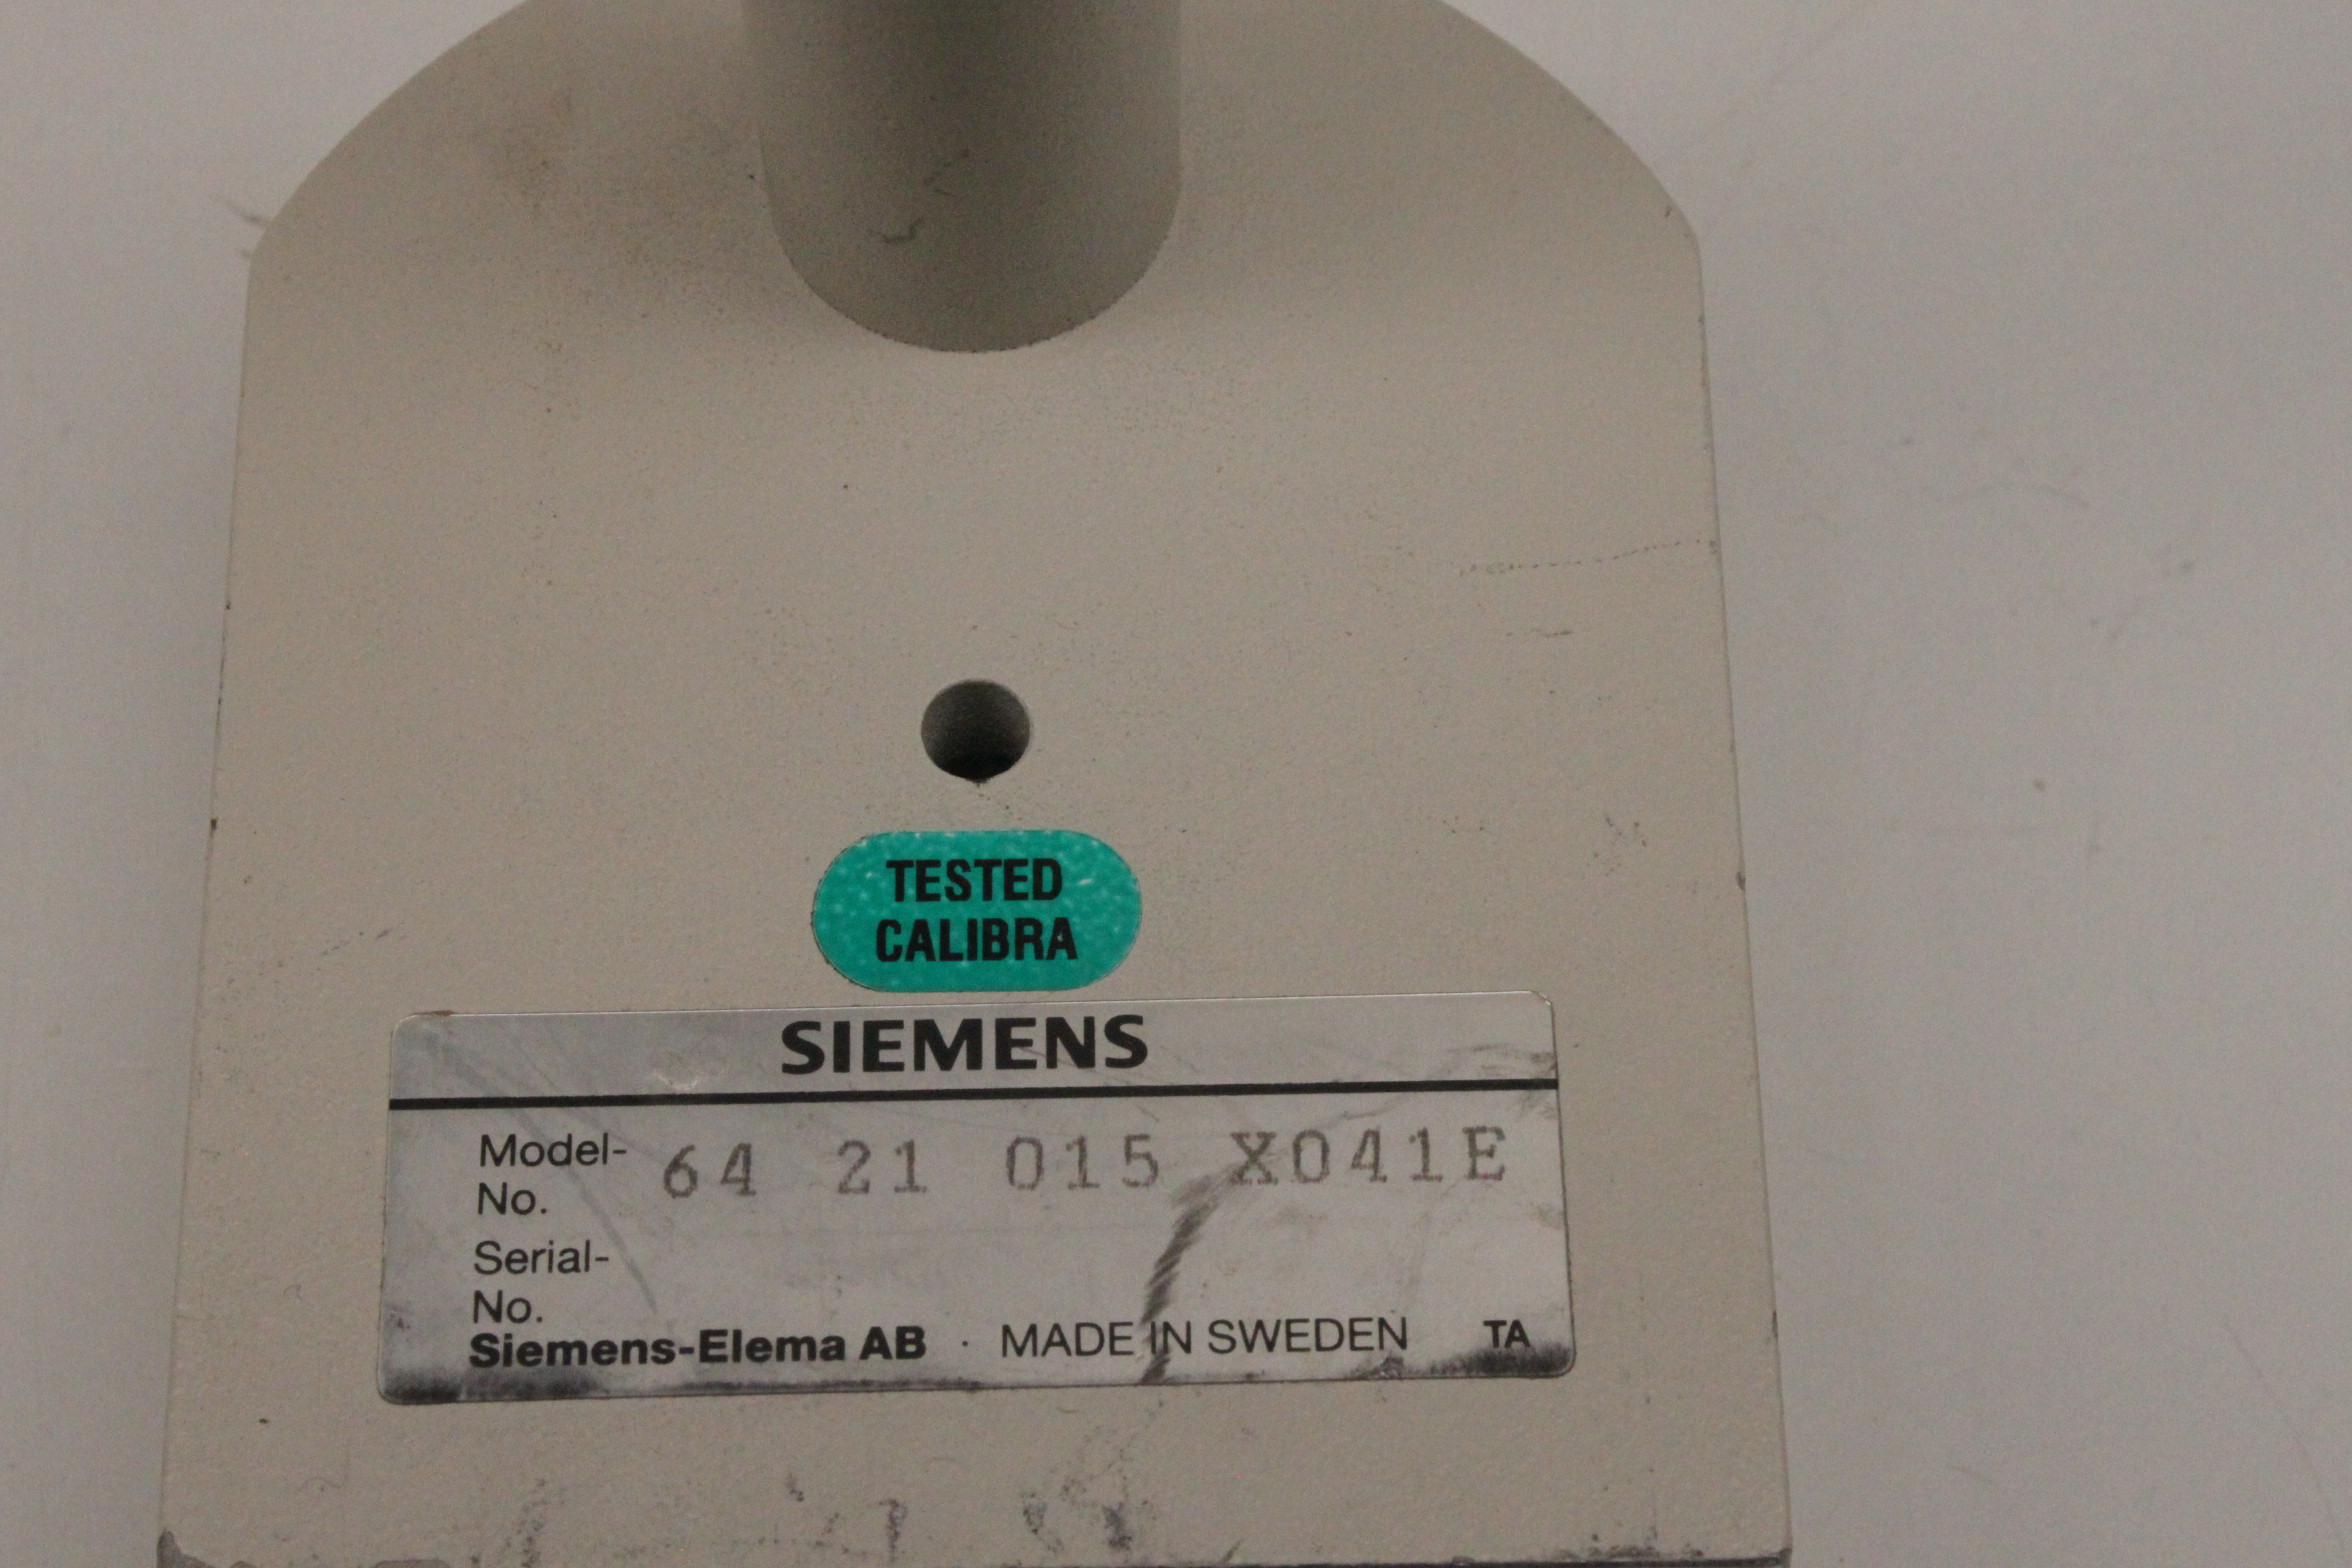 TESTED
CALIBRA
SIEMENS
Model-
No. 64 21 015 X041E
Serial-
No.
Siemens-Elema AB · MADE IN SWEDEN TA